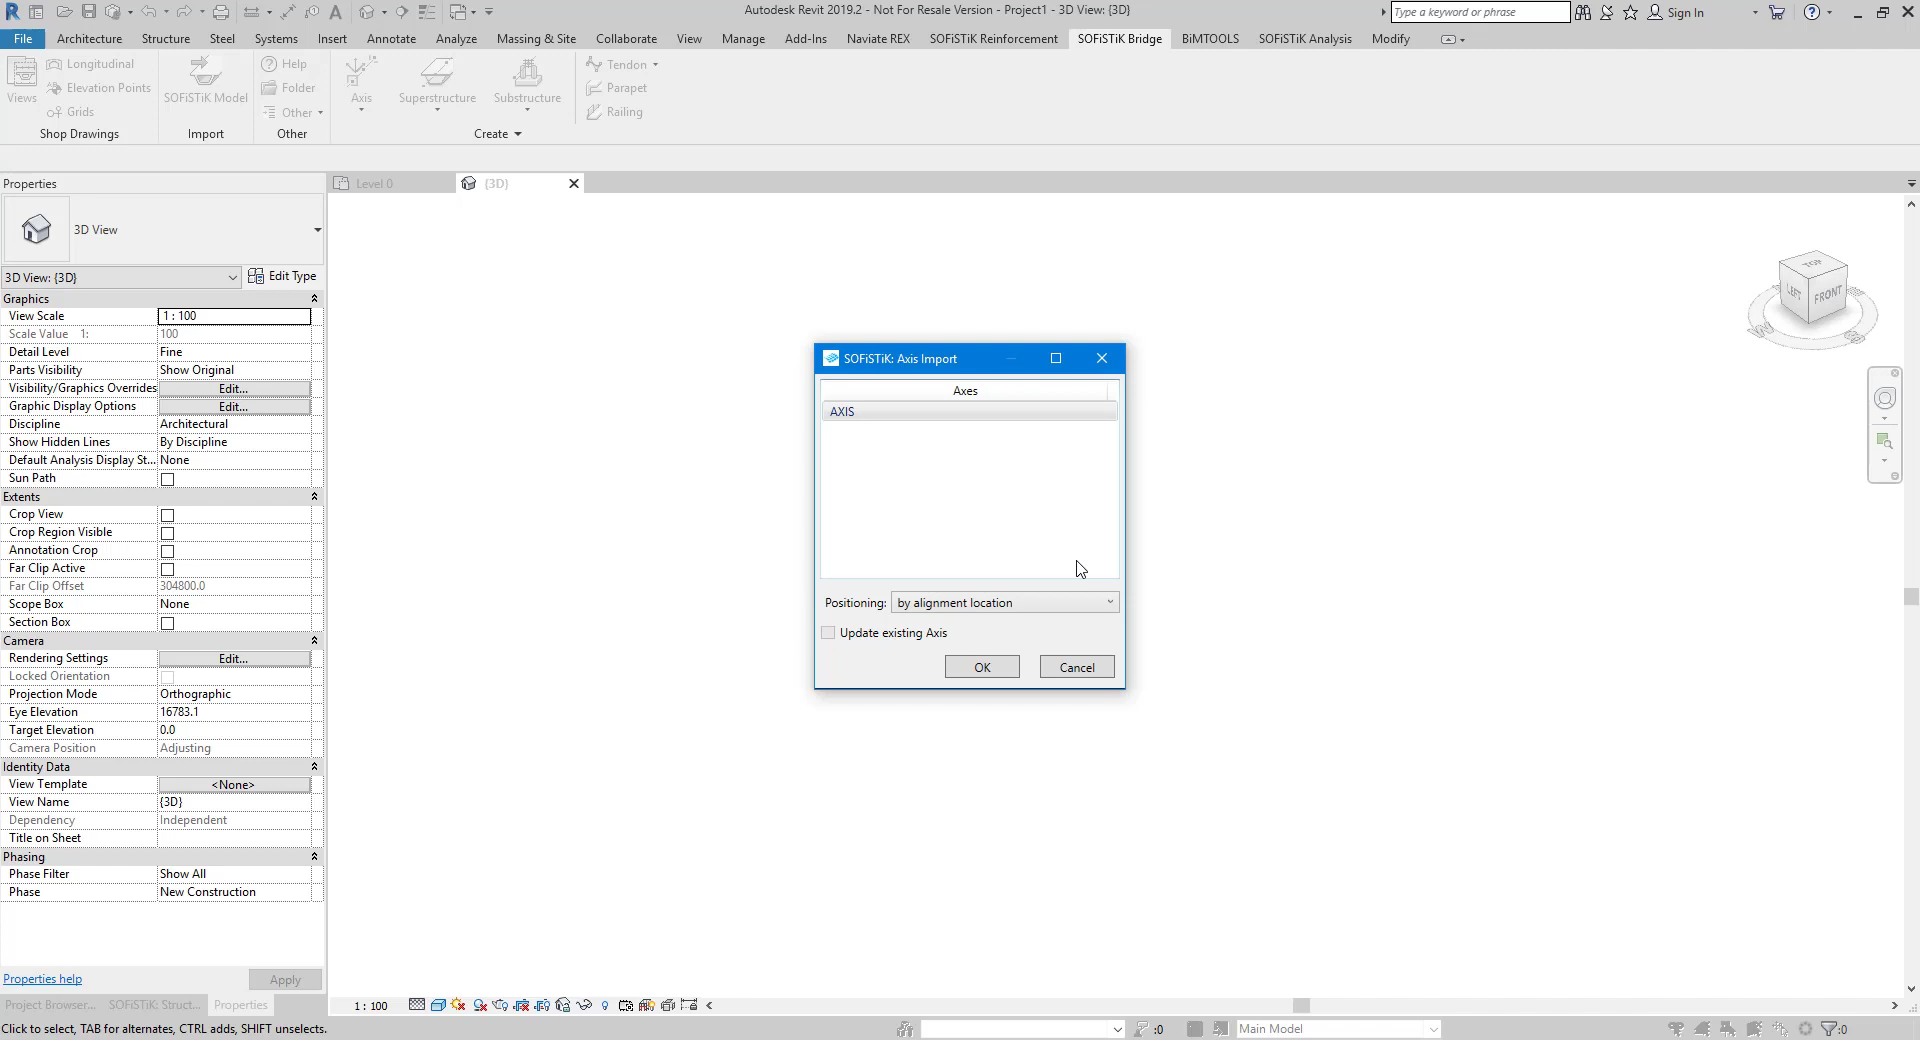 Autodesk Revit 2019.2 - Not For Resale Version - Project1 - 3D View: {3D}
Type a keyword or phrase
Sign In
File Architecture Structure Steel Systems Insert Annotate Analyze Massing & Site Collaborate View Manage Add-Ins Naviate REX SOFiSTiK Reinforcement SOFiSTiK Bridge BiMTOOLS SOFiSTiK Analysis Modify
Views
Longitudinal
Elevation Points
Grids
Shop Drawings
SOFiSTiK Model
Import
Help
Folder
Other
Other
Axis
Superstructure
Substructure
Tendon
Parapet
Railing
Create
Properties
Level 0
{3D}
3D View
3D View: {3D}
Edit Type
Graphics
View Scale 1 : 100
Scale Value 1: 100
Detail Level Fine
Parts Visibility Show Original
Visibility/Graphics Overrides Edit...
Graphic Display Options Edit...
Discipline Architectural
Show Hidden Lines By Discipline
Default Analysis Display St... None
Sun Path
Extents
Crop View
Crop Region Visible
Annotation Crop
Far Clip Active
Far Clip Offset 304800.0
Scope Box None
Section Box
Camera
Rendering Settings Edit...
Locked Orientation
Projection Mode Orthographic
Eye Elevation 16783.1
Target Elevation 0.0
Camera Position Adjusting
Identity Data
View Template <None>
View Name {3D}
Dependency Independent
Title on Sheet
Phasing
Phase Filter Show All
Phase New Construction
Properties help
Apply
Project Browser... SOFiSTiK: Struct... Properties
SOFiSTiK: Axis Import
Axes
AXIS
Positioning: by alignment location
Update existing Axis
OK
Cancel
TOP
LEFT
FRONT
W
S
1 : 100
Click to select, TAB for alternates, CTRL adds, SHIFT unselects.
:0
Main Model
:0